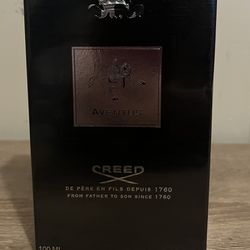 AVENTUS
CREED
DE PÈRE EN FILS DEPUIS 1760
FROM FATHER TO SON SINCE 1760
100 ML